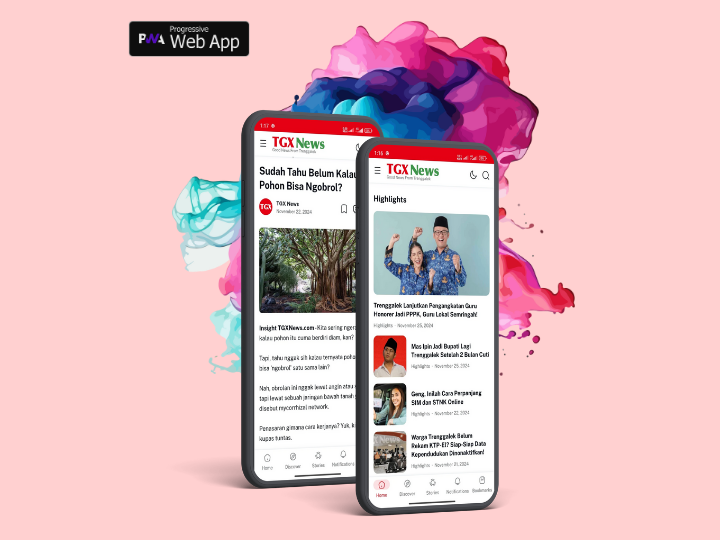 PWA
Progressive
Web App
1:17
TGX News
Good News From Trenggalek
Sudah Tahu Belum Kalau
Pohon Bisa Ngobrol?
TGX
TGX News
November 22, 2024
Insight TGXNews.com - Kita sering
kalau pohon itu cuma berdiri diam, kan?
Tapi, tahu nggak sih kalau ternyata
bisa 'ngobrol' satu sama lain?
Nah, obrolan ini nggak lewat angin atau
tapi lewat sebuah jaringan bawah tanah
disebut mycorrhizal network.
Penasaran gimana cara kerjanya? Yuk,
kupas tuntas.
Home
Discover
Stories
Notifications
1:16
TGX News
Good News From Trenggalek
Highlights
Trenggalek Lanjutkan Pengangkatan Guru
Honorer Jadi PPPK, Guru Lokal Semringah!
Highlights - November 26, 2024
Mas Ipin Jadi Bupati Lagi
Trenggalek Setelah 2 Bulan Cuti
Highlights - November 25, 2024
Geng, Inilah Cara Perpanjang
SIM dan STNK Online
Highlights - November 22, 2024
Warga Trenggalek Belum
Rekam KTP-El? Siap-Siap Data
Kependudukan Dinonaktifkan!
Highlights - November 21, 2024
Home
Discover
Stories
Notifications
Bookmarks